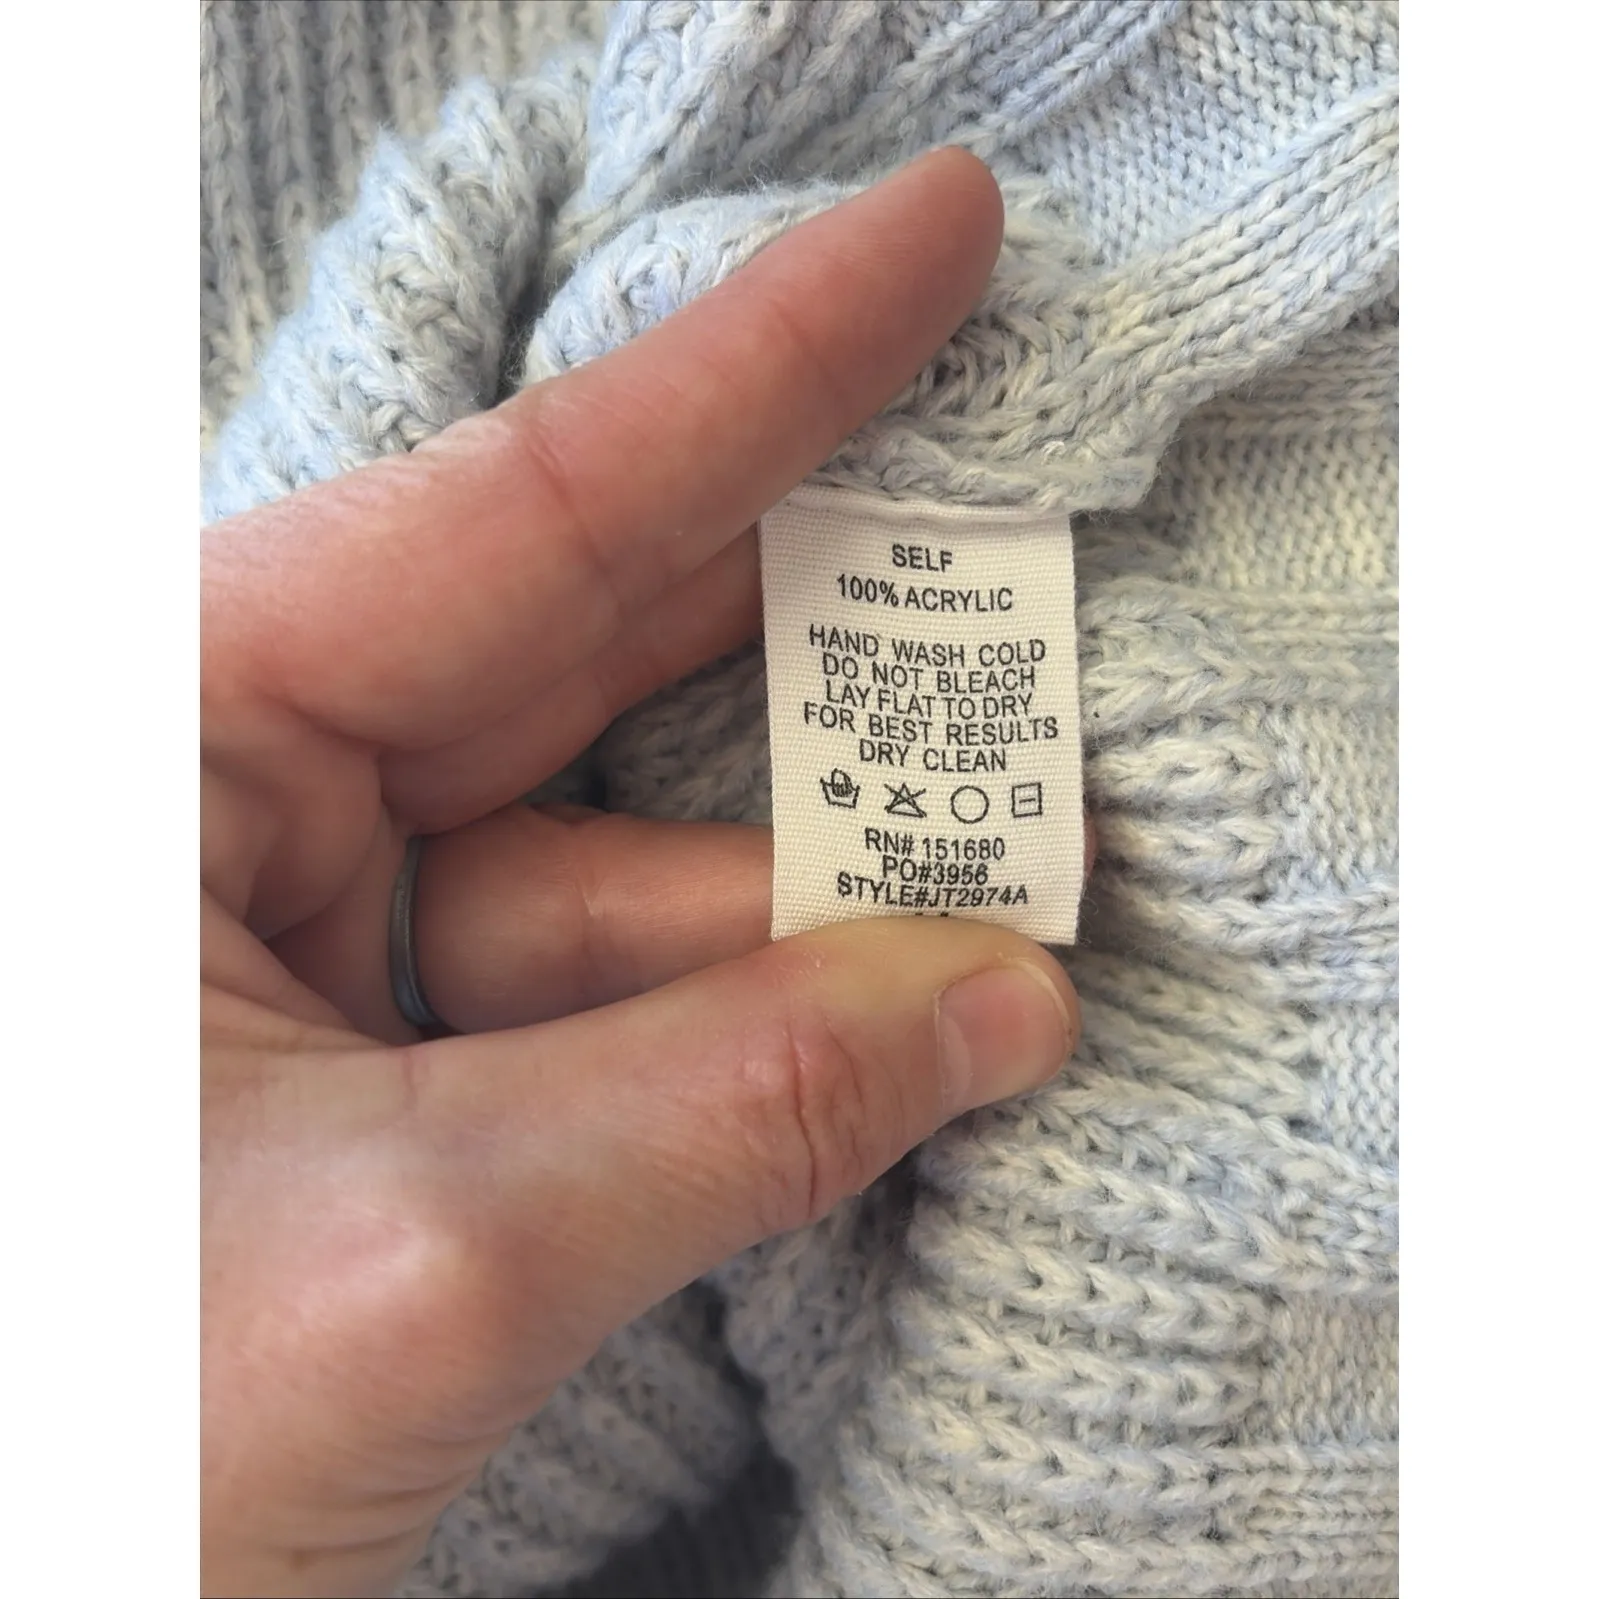 SELF
100% ACRYLIC
HAND WASH COLD
DO NOT BLEACH
LAY FLAT TO DRY
FOR BEST RESULTS
DRY CLEAN
RN# 151680
PO#3956
STYLE#JT2974A